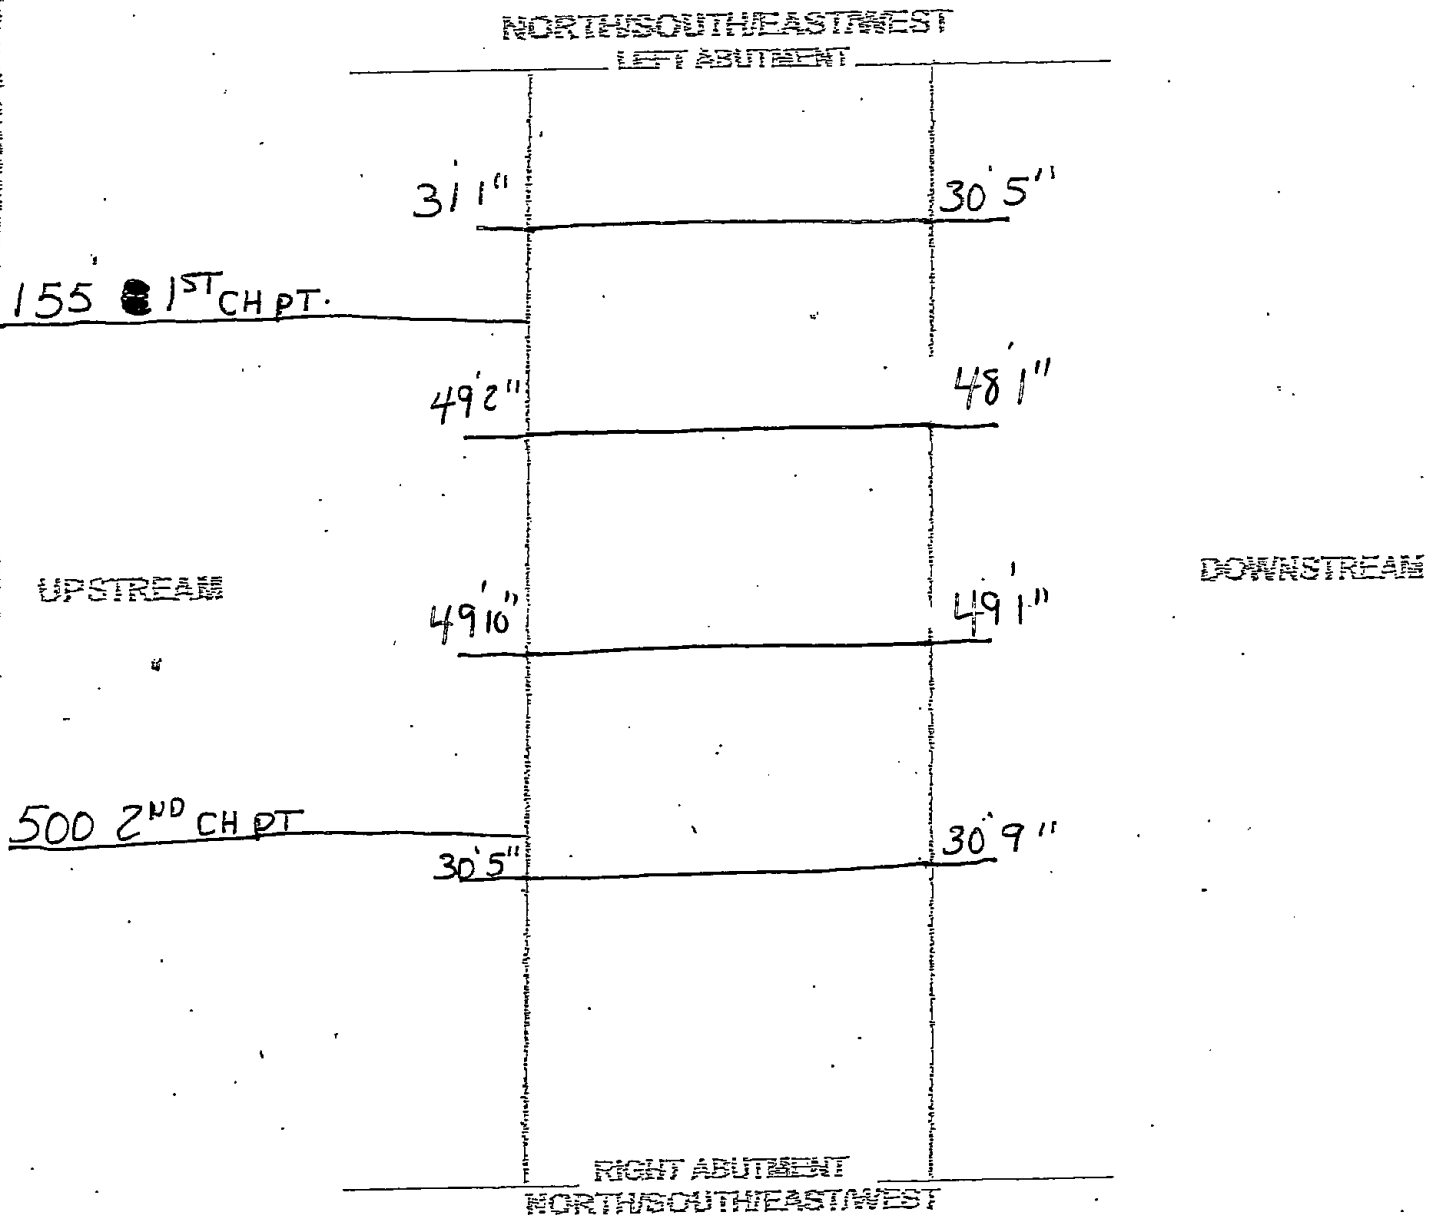 NORTH/SOUTH/EAST/WEST
LEFT ABUTMENT
31'1" 30'5"
155' 1ST CH PT.
49'2" 48'1"
UPSTREAM DOWNSTREAM
49'10" 49'1"
500 2ND CH PT
30'5" 30'9"
RIGHT ABUTMENT
NORTH/SOUTH/EAST/WEST